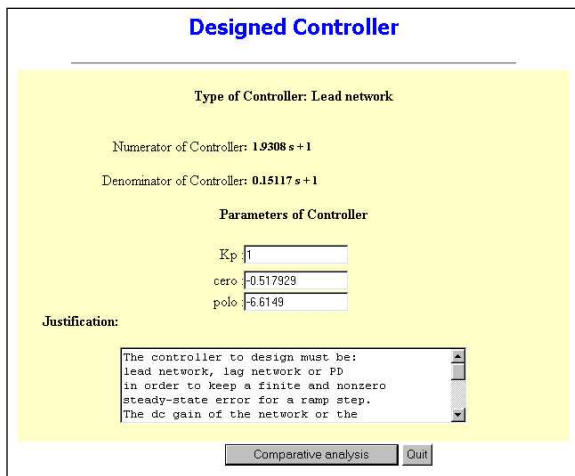 Designed Controller
Type of Controller: Lead network
Numerator of Controller: 1.9308 s + 1
Denominator of Controller: 0.15117 s + 1
Parameters of Controller
Kp : 1
cero : -0.517929
polo : -6.6149
Justification:
The controller to design must be:
lead network, lag network or PD
in order to keep a finite and nonzero
steady-state error for a ramp step.
The dc gain of the network or the
Comparative analysis Quit